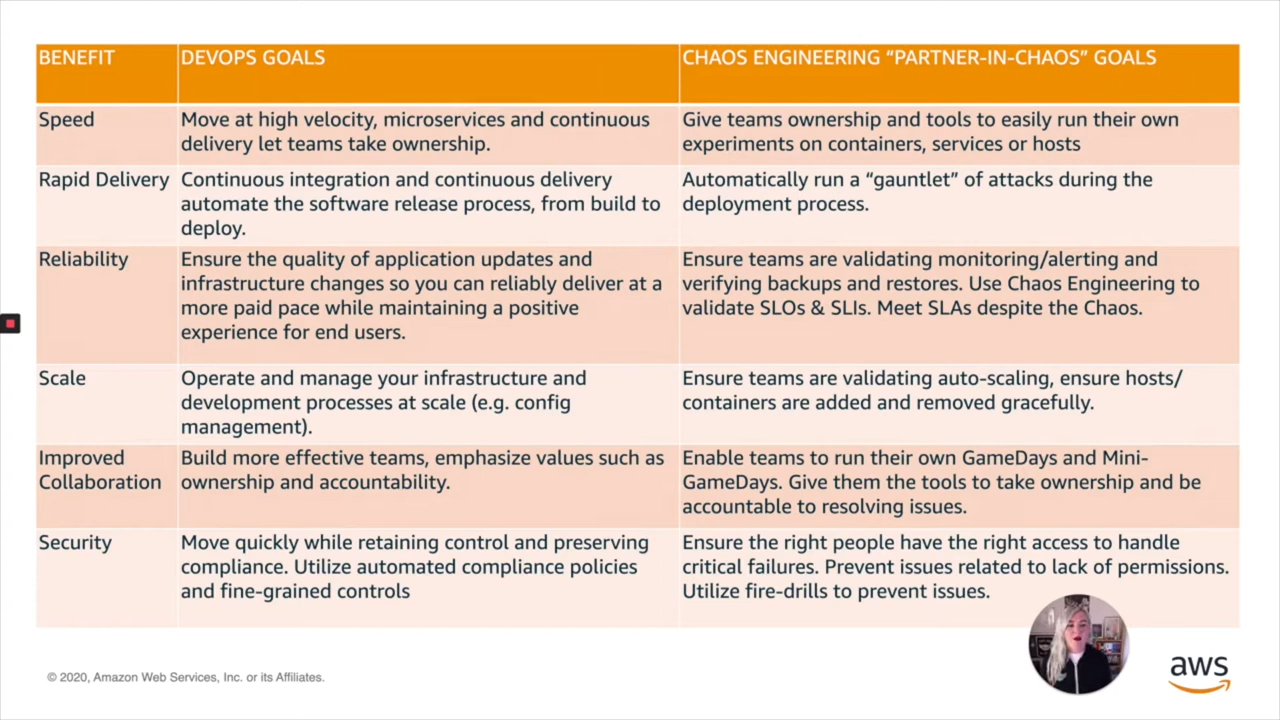 BENEFIT
DEVOPS GOALS
CHAOS ENGINEERING “PARTNER-IN-CHAOS” GOALS
Speed
Move at high velocity, microservices and continuous
delivery let teams take ownership.
Give teams ownership and tools to easily run their own
experiments on containers, services or hosts
Rapid Delivery
Continuous integration and continuous delivery
automate the software release process, from build to
deploy.
Automatically run a “gauntlet” of attacks during the
deployment process.
Reliability
Ensure the quality of application updates and
infrastructure changes so you can reliably deliver at a
more paid pace while maintaining a positive
experience for end users.
Ensure teams are validating monitoring/alerting and
verifying backups and restores. Use Chaos Engineering to
validate SLOs & SLIs. Meet SLAs despite the Chaos.
Scale
Operate and manage your infrastructure and
development processes at scale (e.g. config
management).
Ensure teams are validating auto-scaling, ensure hosts/
containers are added and removed gracefully.
Improved
Collaboration
Build more effective teams, emphasize values such as
ownership and accountability.
Enable teams to run their own GameDays and Mini-
GameDays. Give them the tools to take ownership and be
accountable to resolving issues.
Security
Move quickly while retaining control and preserving
compliance. Utilize automated compliance policies
and fine-grained controls
Ensure the right people have the right access to handle
critical failures. Prevent issues related to lack of permissions.
Utilize fire-drills to prevent issues.
© 2020, Amazon Web Services, Inc. or its Affiliates.
aws